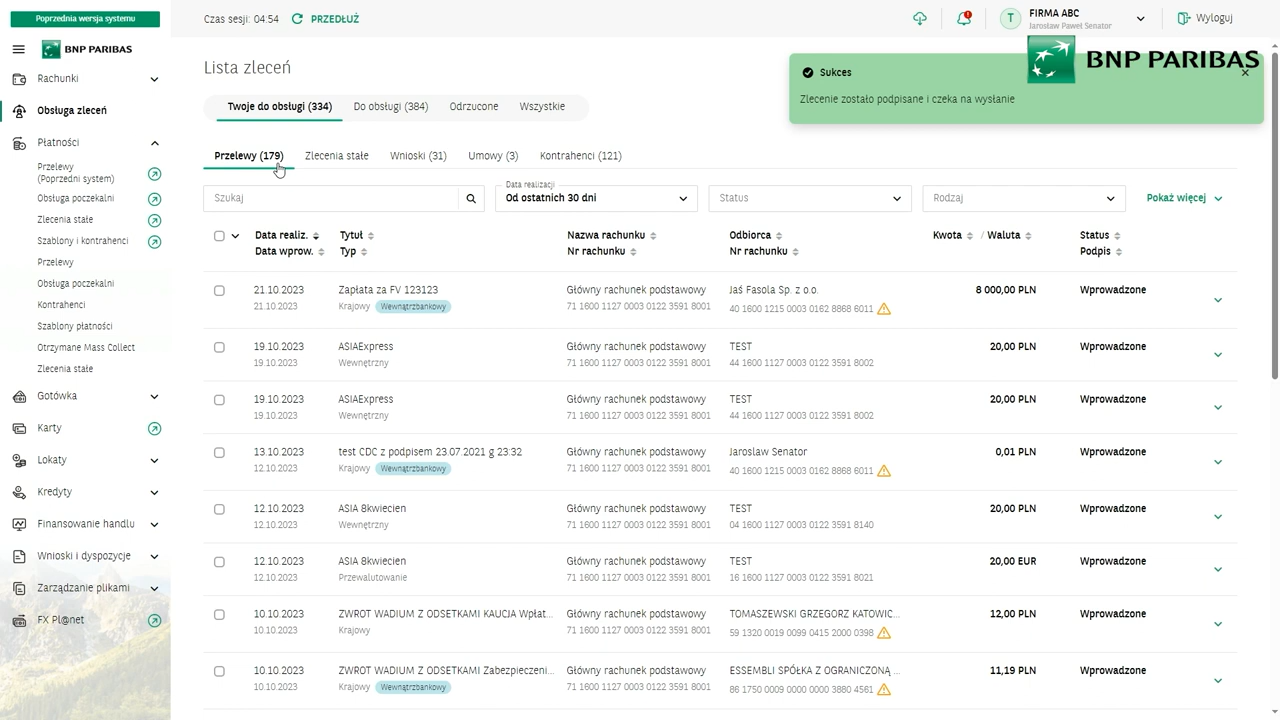 Poprzednia wersja systemu
Czas sesji: 04:54 PRZEDŁUŻ
T FIRMA ABC
Jarosław Paweł Senator
Wyloguj
BNP PARIBAS
Rachunki
Obsługa zleceń
Płatności
Przelewy
(Poprzedni system)
Obsługa poczekalni
Zlecenia stałe
Szablony i kontrahenci
Przelewy
Obsługa poczekalni
Kontrahenci
Szablony płatności
Otrzymane Mass Collect
Zlecenia stałe
Gotówka
Karty
Lokaty
Kredyty
Finansowanie handlu
Wnioski i dyspozycje
Zarządzanie plikami
FX Pl@net
Lista zleceń
BNP PARIBAS
Sukces
Zlecenie zostało podpisane i czeka na wysłanie
Twoje do obsługi (334) Do obsługi (384) Odrzucone Wszystkie
Przelewy (179) Zlecenia stałe Wnioski (31) Umowy (3) Kontrahenci (121)
Szukaj
Data realizacji
Od ostatnich 30 dni
Status
Rodzaj
Pokaż więcej
Data realiz. Tytuł Nazwa rachunku Odbiorca Kwota / Waluta Status
Data wprow. Typ Nr rachunku Nr rachunku Podpis
21.10.2023 Zapłata za FV 123123 Główny rachunek podstawowy Jaś Fasola Sp. z o.o. 8 000,00 PLN Wprowadzone
21.10.2023 Krajowy Wewnątrzbankowy 71 1600 1127 0003 0122 3591 8001 40 1600 1215 0003 0162 8868 6011
19.10.2023 ASIAExpress Główny rachunek podstawowy TEST 20,00 PLN Wprowadzone
19.10.2023 Wewnętrzny 71 1600 1127 0003 0122 3591 8001 44 1600 1127 0003 0122 3591 8002
19.10.2023 ASIAExpress Główny rachunek podstawowy TEST 20,00 PLN Wprowadzone
19.10.2023 Wewnętrzny 71 1600 1127 0003 0122 3591 8001 44 1600 1127 0003 0122 3591 8002
13.10.2023 test CDC z podpisem 23.07.2021 g 23:32 Główny rachunek podstawowy Jaroslaw Senator 0,01 PLN Wprowadzone
12.10.2023 Krajowy Wewnątrzbankowy 71 1600 1127 0003 0122 3591 8001 40 1600 1215 0003 0162 8868 6011
12.10.2023 ASIA 8kwiecien Główny rachunek podstawowy TEST 20,00 PLN Wprowadzone
12.10.2023 Wewnętrzny 71 1600 1127 0003 0122 3591 8001 04 1600 1127 0003 0122 3591 8140
12.10.2023 ASIA 8kwiecien Główny rachunek podstawowy TEST 20,00 EUR Wprowadzone
12.10.2023 Przewalutowanie 71 1600 1127 0003 0122 3591 8001 16 1600 1127 0003 0122 3591 8021
10.10.2023 ZWROT WADIUM Z ODSETKAMI KAUCJA Wpłat... Główny rachunek podstawowy TOMASZEWSKI GRZEGORZ KATOWIC... 12,00 PLN Wprowadzone
10.10.2023 Krajowy 71 1600 1127 0003 0122 3591 8001 59 1320 0019 0099 0415 2000 0398
10.10.2023 ZWROT WADIUM Z ODSETKAMI Zabezpieczeni... Główny rachunek podstawowy ESSEMBLI SPÓŁKA Z OGRANICZONĄ ... 11,19 PLN Wprowadzone
10.10.2023 Krajowy Wewnątrzbankowy 71 1600 1127 0003 0122 3591 8001 86 1750 0009 0000 0000 3880 4561